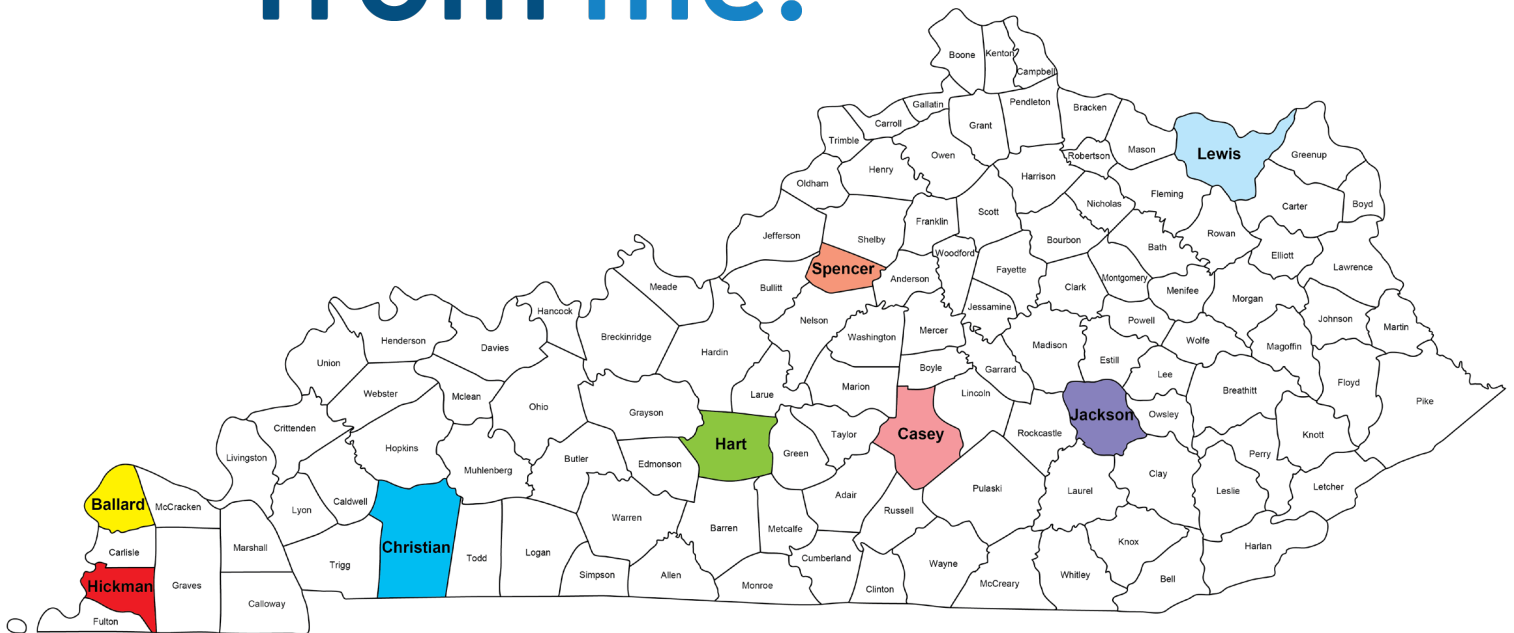 from me.
Boone
Kenton
Campbell
Gallatin
Pendleton
Bracken
Carroll
Grant
Trimble
Owen
Robertson
Mason
Lewis
Greenup
Henry
Harrison
Oldham
Fleming
Nicholas
Carter
Boyd
Franklin
Scott
Jefferson
Shelby
Bourbon
Rowan
Bath
Woodford
Elliott
Spencer
Fayette
Lawrence
Anderson
Montgomery
Clark
Bullitt
Meade
Menifee
Morgan
Jessamine
Hancock
Nelson
Powell
Johnson
Martin
Mercer
Washington
Breckinridge
Henderson
Wolfe
Davies
Madison
Magoffin
Hardin
Estill
Union
Boyle
Garrard
Lee
Floyd
Marion
Breathitt
Webster
Larue
Lincoln
Mclean
Pike
Ohio
Grayson
Jackson
Owsley
Crittenden
Casey
Rockcastle
Taylor
Knott
Hart
Hopkins
Green
Perry
Livingston
Butler
Edmonson
Muhlenberg
Clay
Pulaski
Letcher
Laurel
Leslie
Adair
Caldwell
Ballard
McCracken
Lyon
Russell
Warren
Barren
Metcalfe
Knox
Christian
Marshall
Harlan
Carlisle
Logan
Todd
Cumberland
Wayne
Trigg
Simpson
Allen
Whitley
Bell
McCreary
Hickman
Graves
Monroe
Clinton
Calloway
Fulton